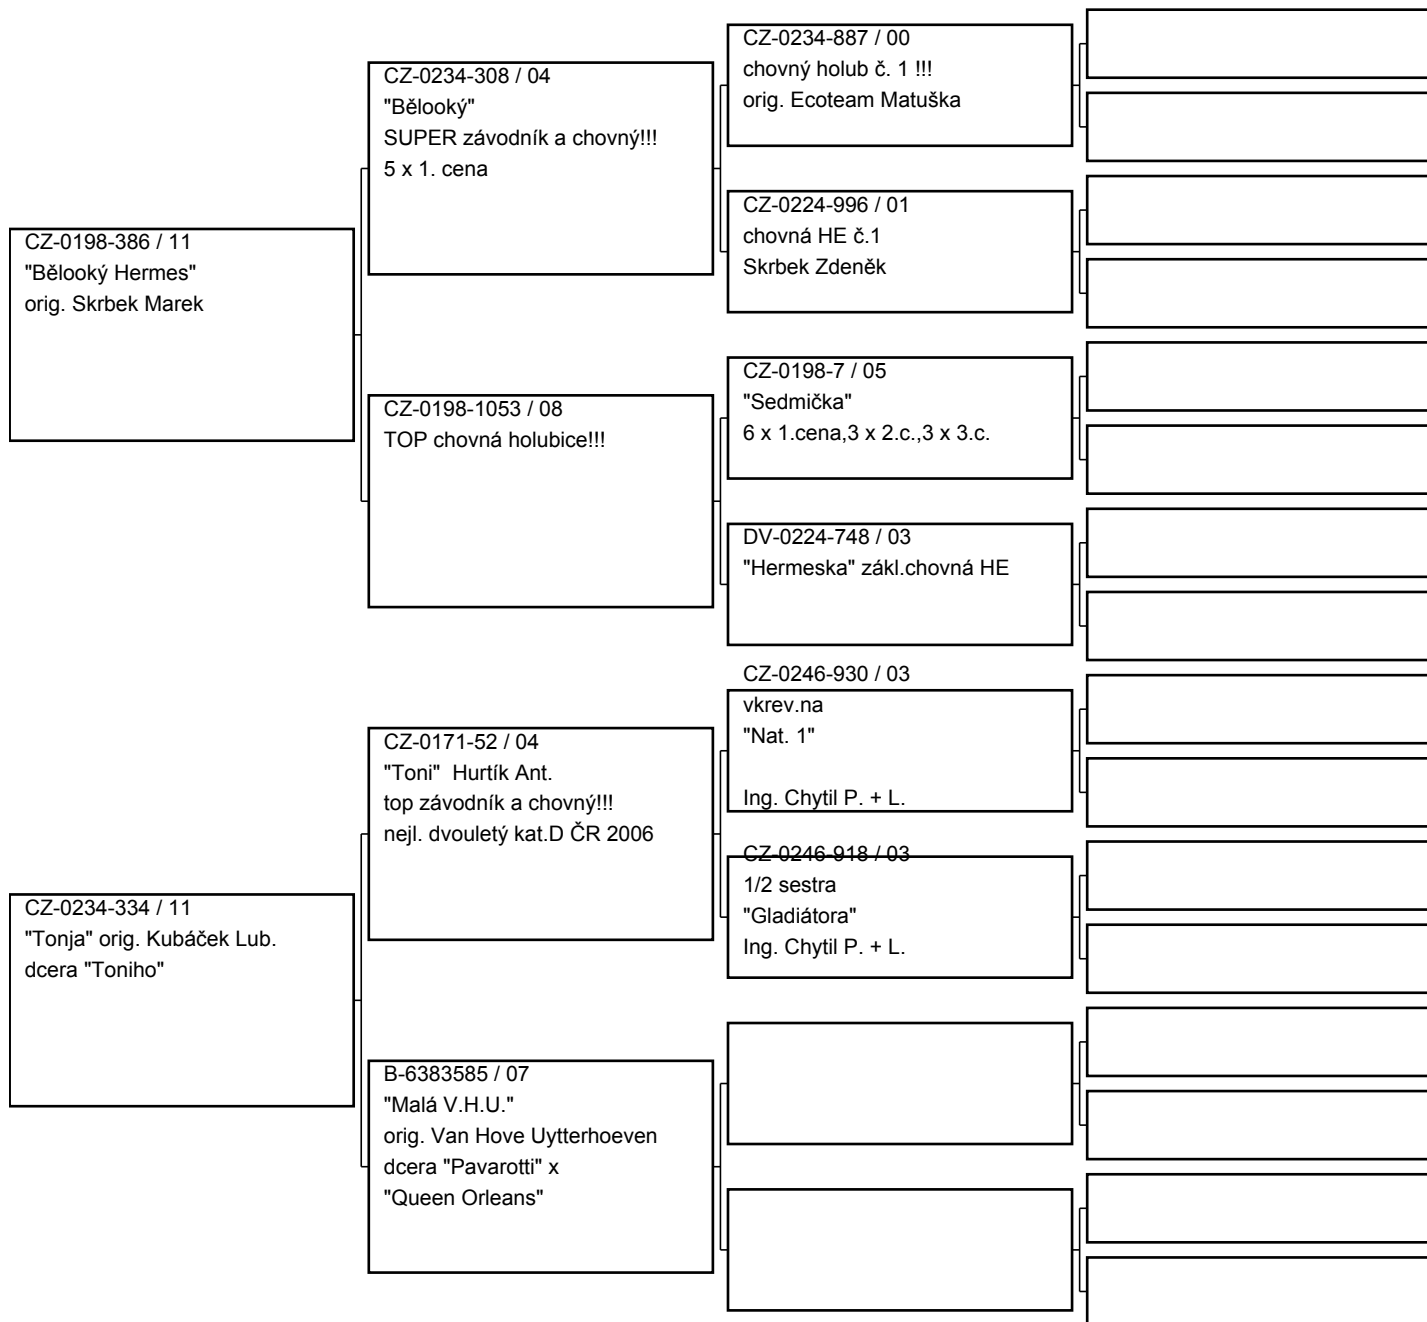 CZ-0198-386 / 11
"Bělooký Hermes"
orig. Skrbek Marek
CZ-0234-334 / 11
"Tonja" orig. Kubáček Lub.
dcera "Toniho"
CZ-0234-308 / 04
"Bělooký"
SUPER závodník a chovný!!!
5 x 1. cena
CZ-0198-1053 / 08
TOP chovná holubice!!!
CZ-0171-52 / 04
"Toni"  Hurtík Ant.
top závodník a chovný!!!
nejl. dvouletý kat.D ČR 2006
B-6383585 / 07
"Malá V.H.U."
orig. Van Hove Uytterhoeven
dcera "Pavarotti" x
"Queen Orleans"
CZ-0234-887 / 00
chovný holub č. 1 !!!
orig. Ecoteam Matuška
CZ-0224-996 / 01
chovná HE č.1
Skrbek Zdeněk
CZ-0198-7 / 05
"Sedmička"
6 x 1.cena,3 x 2.c.,3 x 3.c.
DV-0224-748 / 03
"Hermeska" zákl.chovná HE
CZ-0246-930 / 03
vkrev.na
"Nat. 1"
Ing. Chytil P. + L.
CZ-0246-918 / 03
1/2 sestra
"Gladiátora"
Ing. Chytil P. + L.